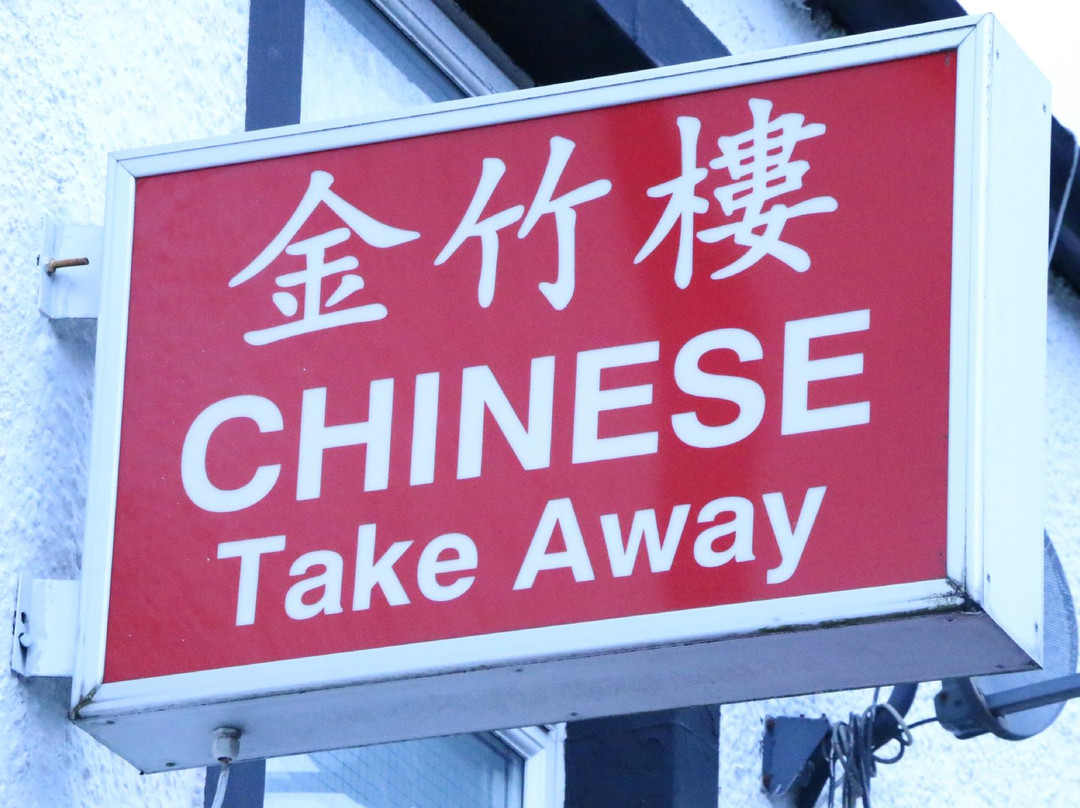 金竹樓
CHINESE
Take Away